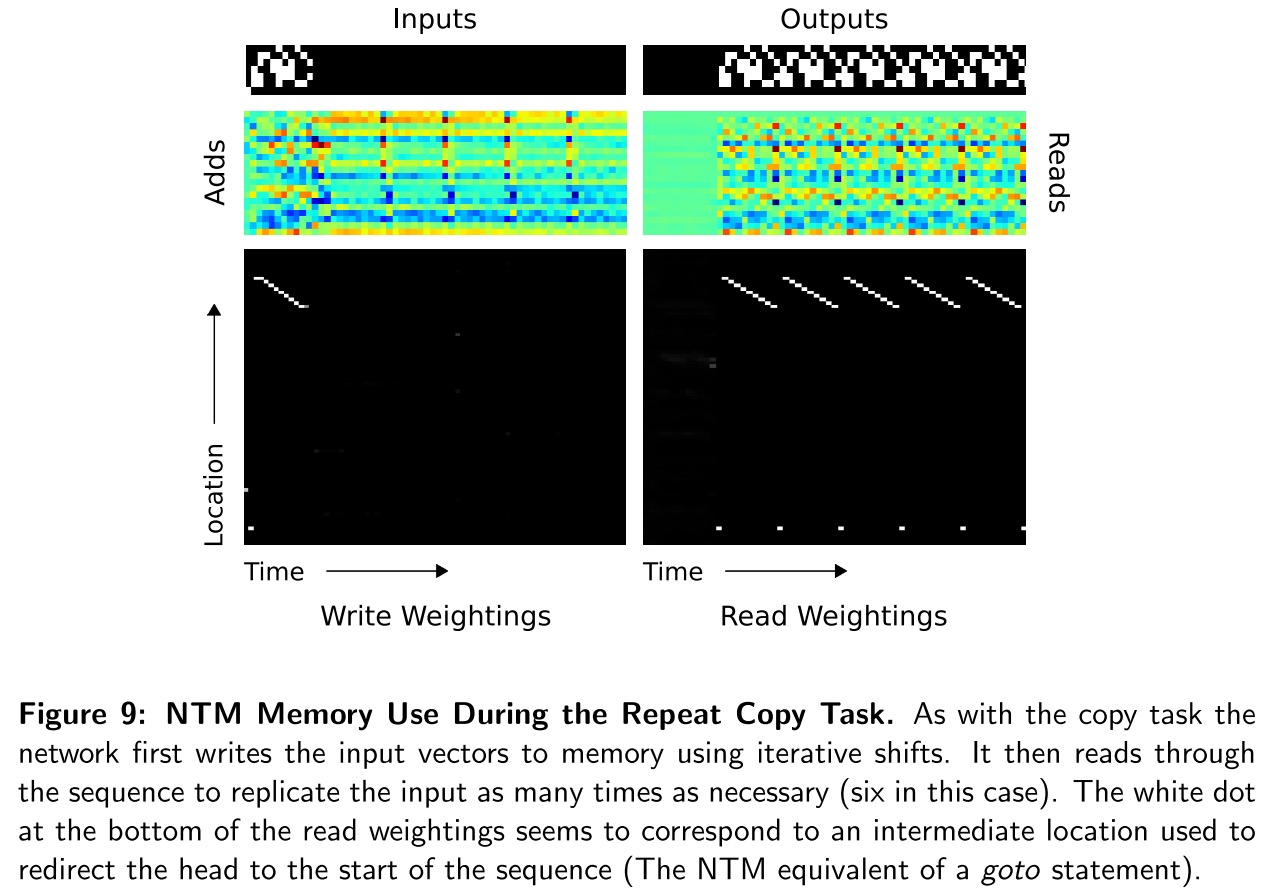 Inputs
Outputs
Adds
Reads
Location
Time
Time
Write Weightings
Read Weightings
Figure 9: NTM Memory Use During the Repeat Copy Task. As with the copy task the
network first writes the input vectors to memory using iterative shifts. It then reads through
the sequence to replicate the input as many times as necessary (six in this case). The white dot
at the bottom of the read weightings seems to correspond to an intermediate location used to
redirect the head to the start of the sequence (The NTM equivalent of a goto statement).